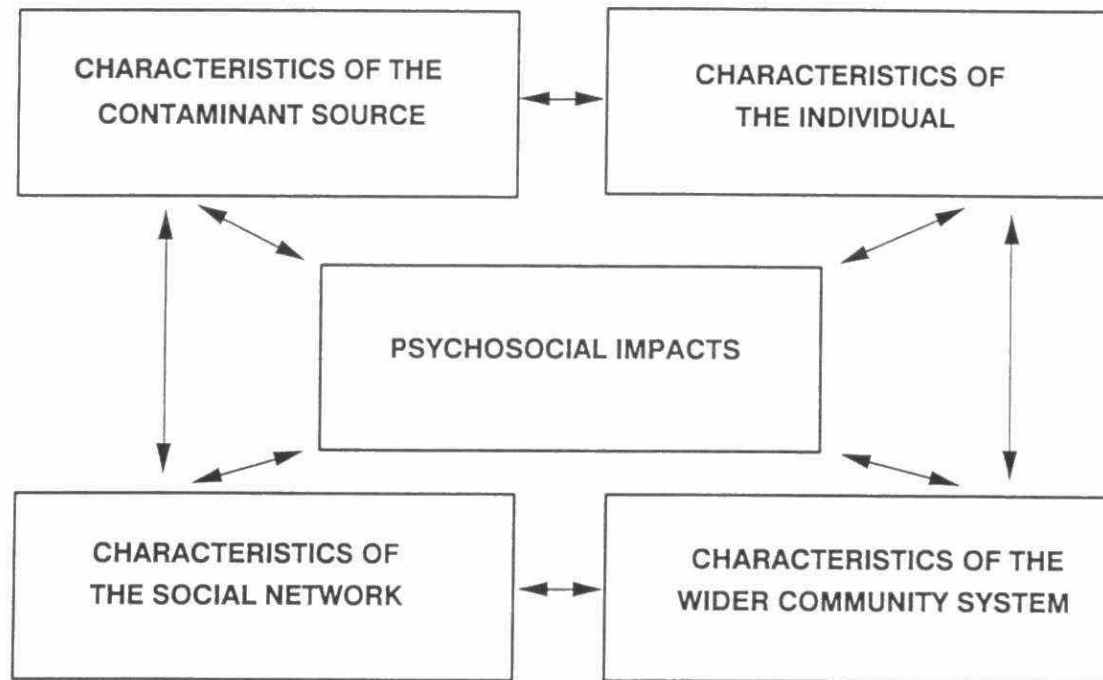 CHARACTERISTICS OF THE
CONTAMINANT SOURCE
CHARACTERISTICS OF
THE INDIVIDUAL
PSYCHOSOCIAL IMPACTS
CHARACTERISTICS OF
THE SOCIAL NETWORK
CHARACTERISTICS OF THE
WIDER COMMUNITY SYSTEM